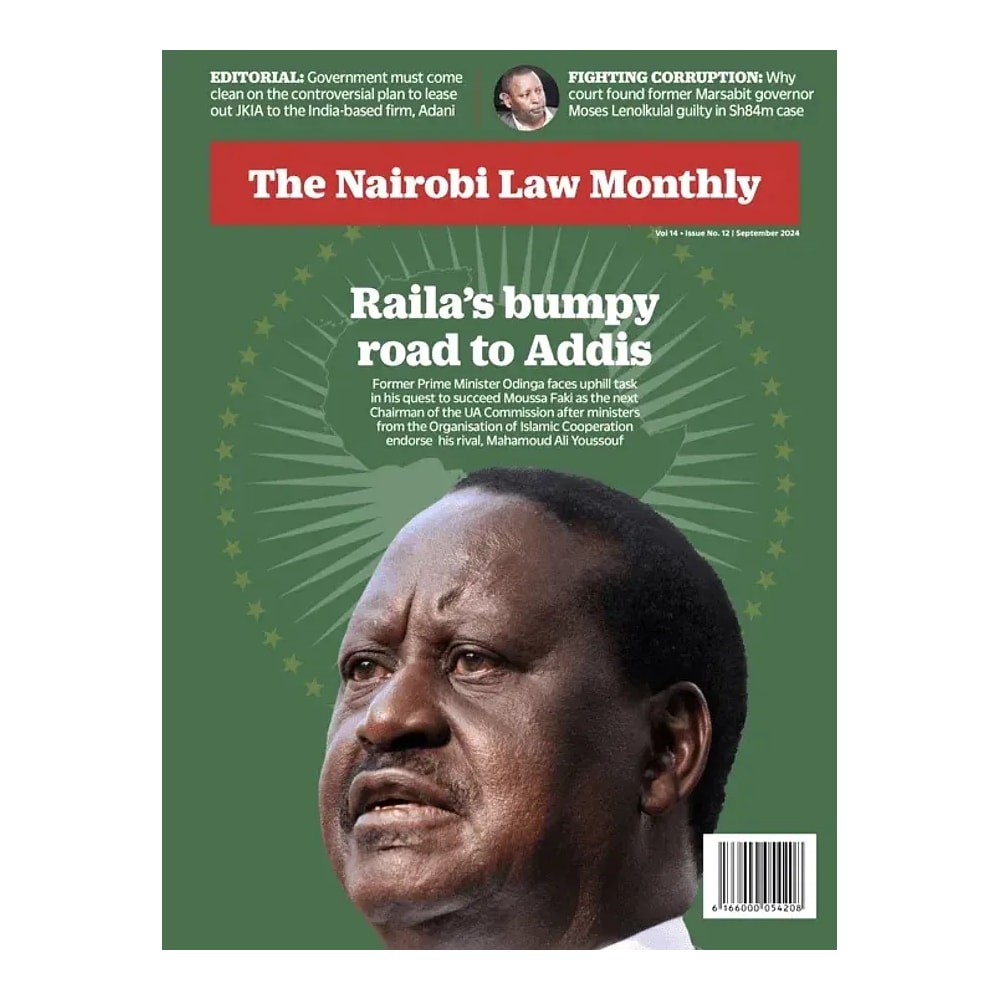 EDITORIAL: Government must come
clean on the controversial plan to lease
out JKIA to the India-based firm, Adani
FIGHTING CORRUPTION: Why
court found former Marsabit governor
Moses Lenolkulal guilty in Sh84m case
The Nairobi Law Monthly
Vol 14 • Issue No. 12 | September 2024
Raila's bumpy
road to Addis
Former Prime Minister Odinga faces uphill task
in his quest to succeed Moussa Faki as the next
Chairman of the UA Commission after ministers
from the Organisation of Islamic Cooperation
endorse his rival, Mahamoud Ali Youssouf
6 166000 054208